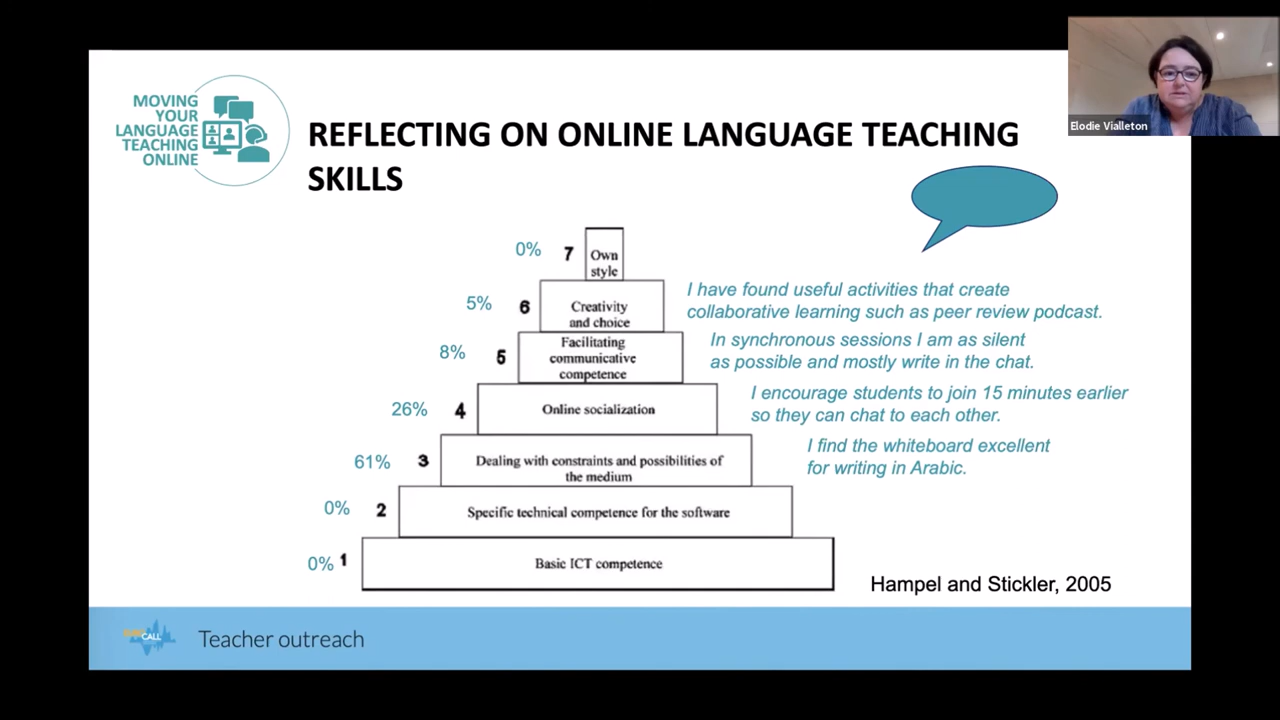 Elodie Vialleton
MOVING
YOUR
LANGUAGE
TEACHING
ONLINE
REFLECTING ON ONLINE LANGUAGE TEACHING
SKILLS
0% 7 Own
style
5% 6 Creativity
and choice
I have found useful activities that create
collaborative learning such as peer review podcast.
8% 5 Facilitating
communicative
competence
In synchronous sessions I am as silent
as possible and mostly write in the chat.
26% 4 Online socialization
I encourage students to join 15 minutes earlier
so they can chat to each other.
61% 3 Dealing with constraints and possibilities of
the medium
I find the whiteboard excellent
for writing in Arabic.
0% 2 Specific technical competence for the software
0% 1 Basic ICT competence
Hampel and Stickler, 2005
CALL
Teacher outreach